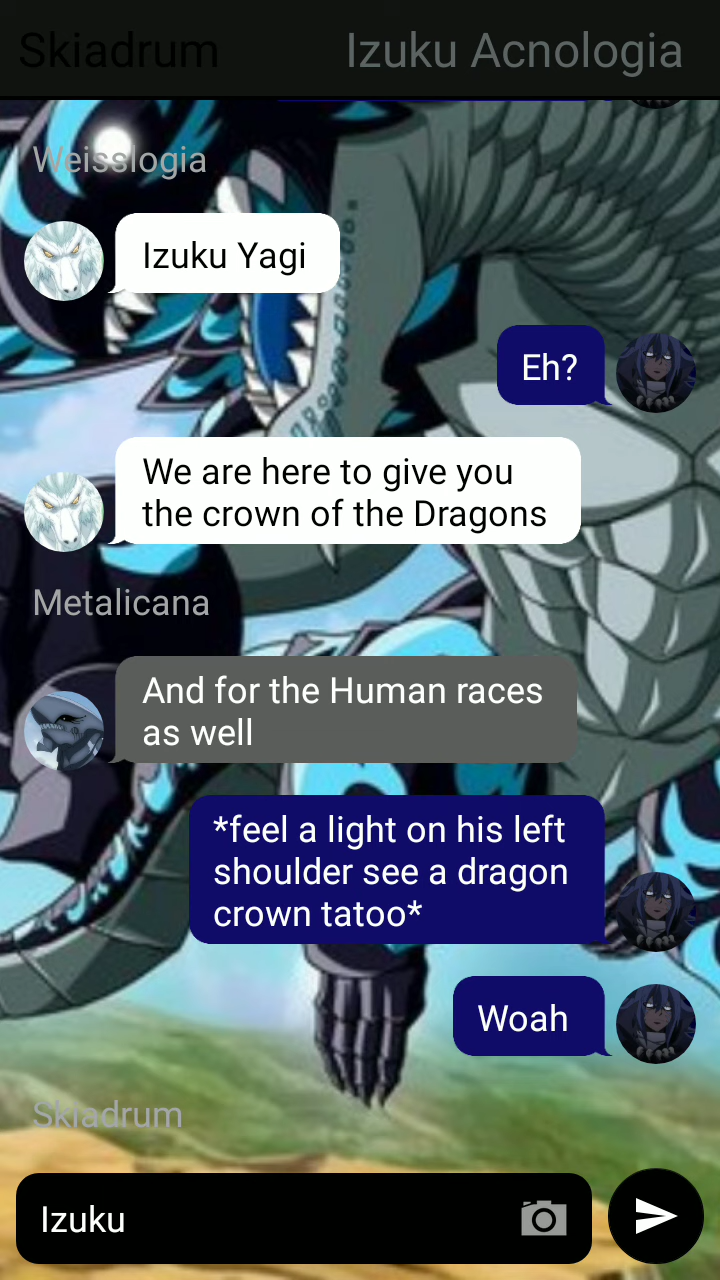 Skiadrum Izuku Acnologia
Weisslogia
Izuku Yagi
Eh?
We are here to give you
the crown of the Dragons
Metalicana
And for the Human races
as well
*feel a light on his left
shoulder see a dragon
crown tatoo*
Woah
Skiadrum
Izuku